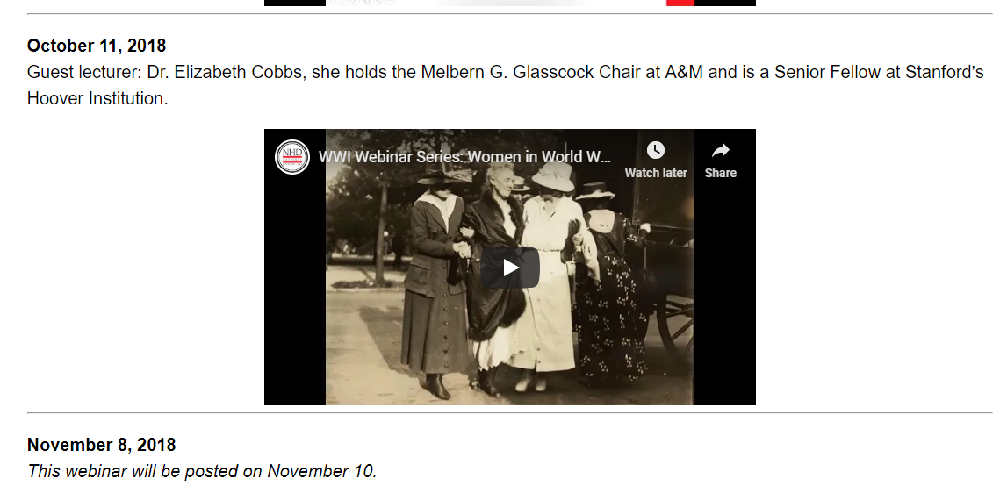 October 11, 2018
Guest lecturer: Dr. Elizabeth Cobbs, she holds the Melbern G. Glasscock Chair at A&M and is a Senior Fellow at Stanford’s
Hoover Institution.
NHD
WWI Webinar Series: Women in World W...
Watch later
Share
November 8, 2018
This webinar will be posted on November 10.